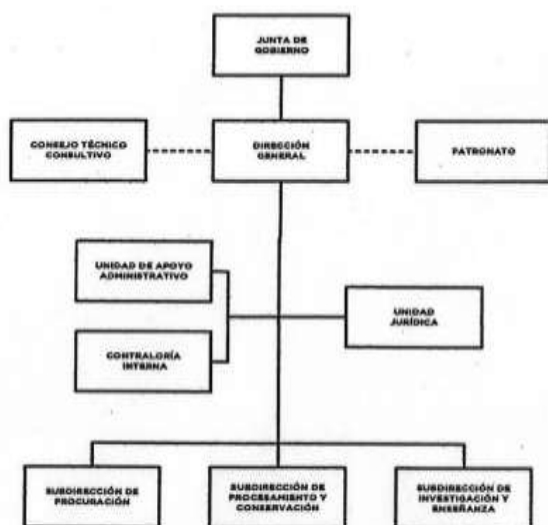 JUNTA DE
GOBIERNO
CONSEJO TÉCNICO
CONSULTIVO
DIRECCIÓN
GENERAL
PATRONATO
UNIDAD DE APOYO
ADMINISTRATIVO
UNIDAD
JURÍDICA
CONTRALORÍA
INTERNA
SUBDIRECCIÓN DE
PROCURACIÓN
SUBDIRECCIÓN DE
PROCESAMIENTO Y
CONSERVACIÓN
SUBDIRECCIÓN DE
INVESTIGACIÓN Y
ENSEÑANZA